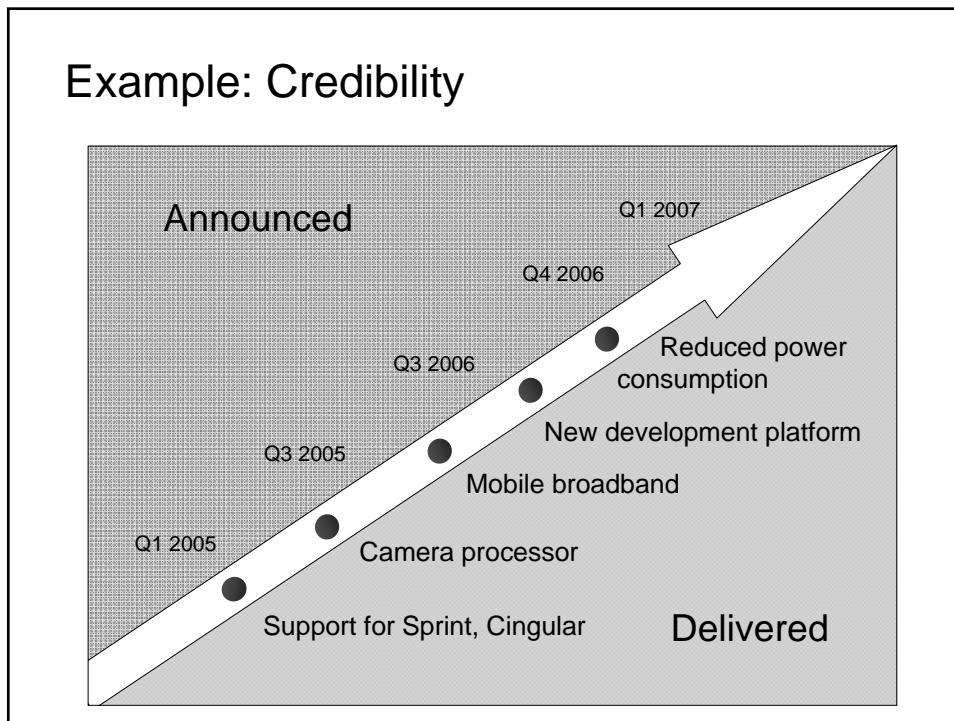 Example: Credibility
Announced
Q1 2007
Q4 2006
Reduced power
consumption
Q3 2006
New development platform
Q3 2005
Mobile broadband
Q1 2005
Camera processor
Support for Sprint, Cingular
Delivered